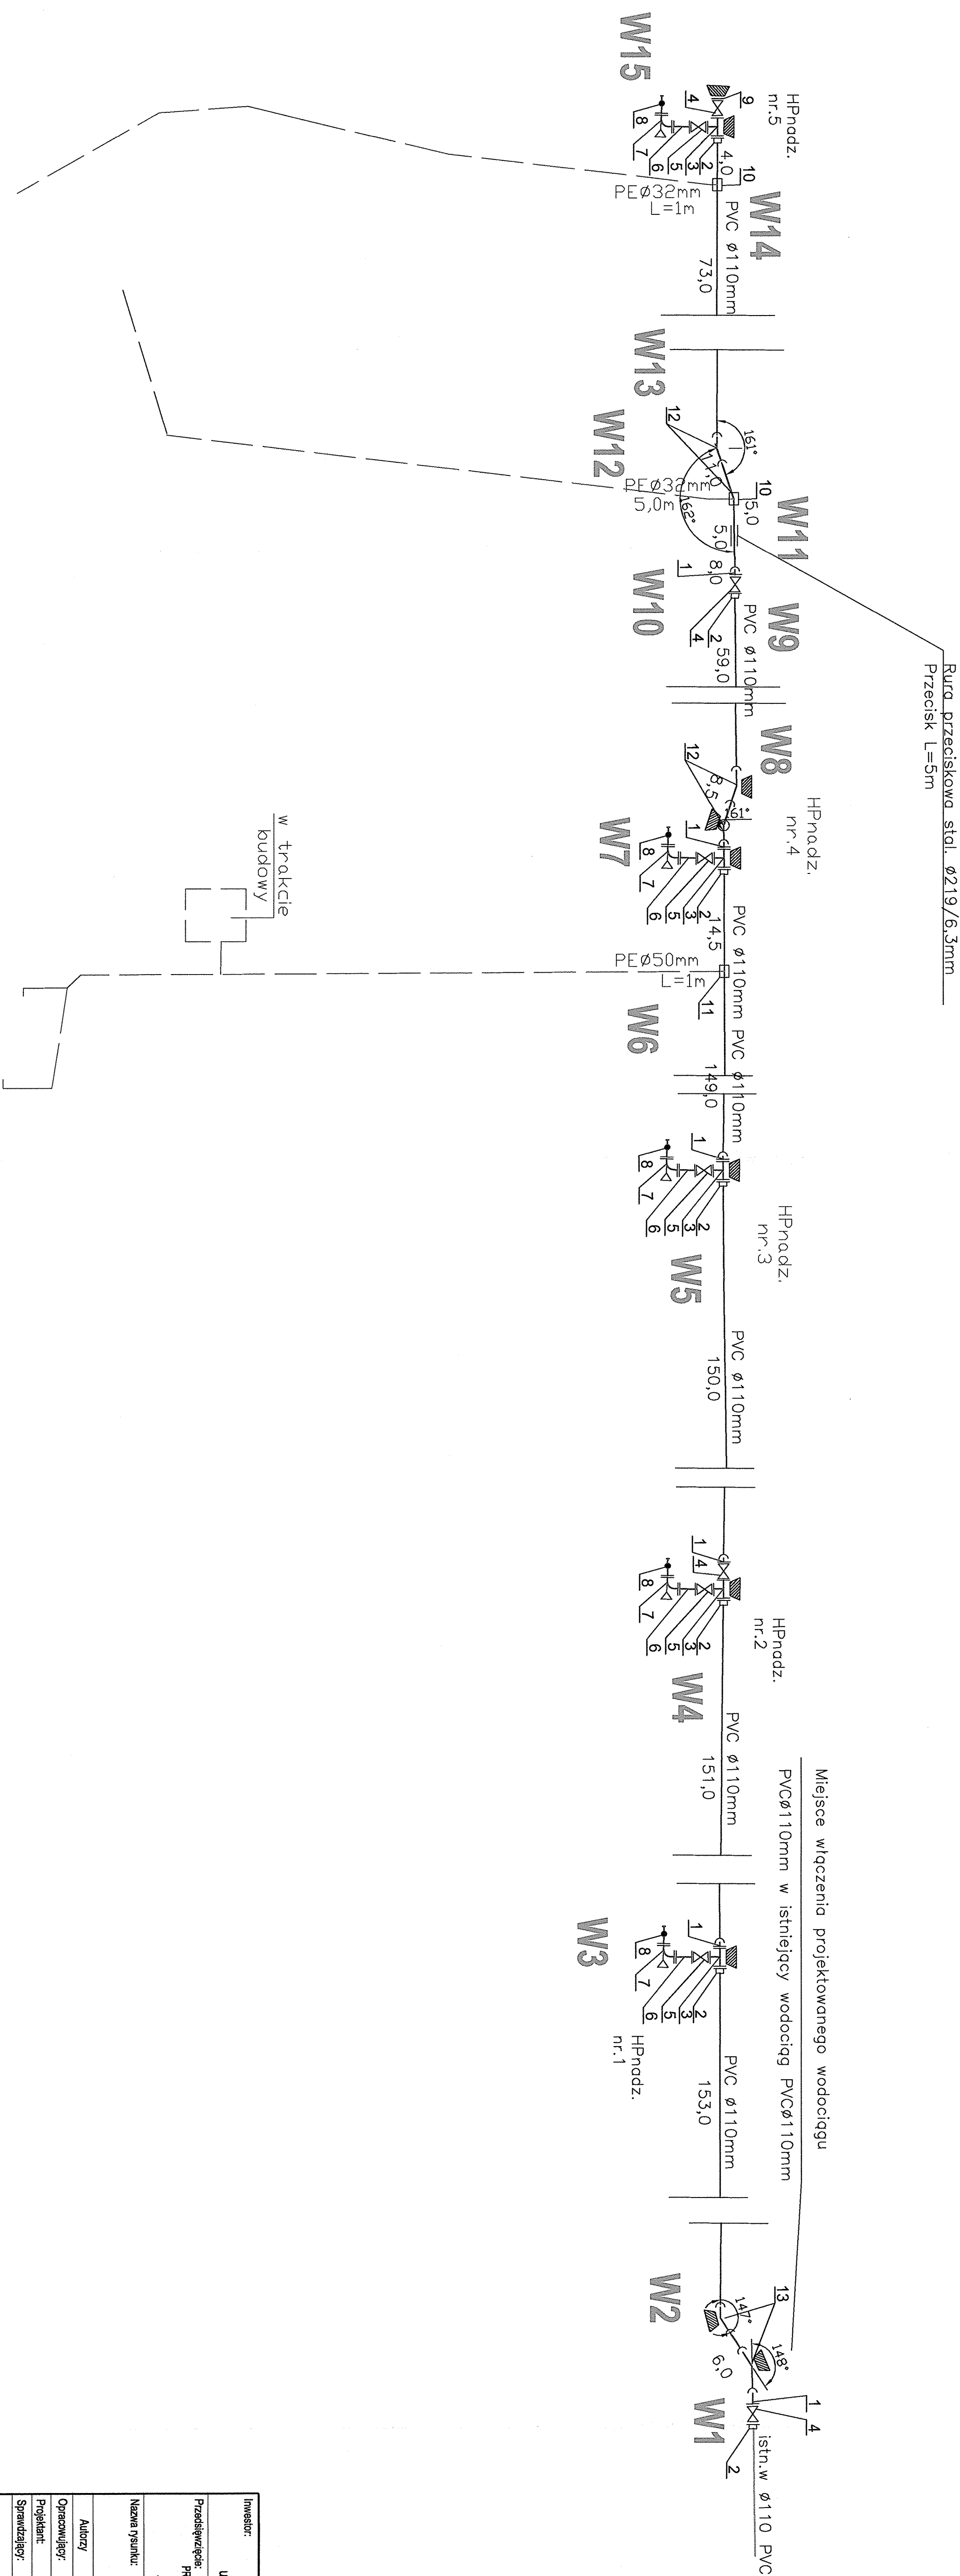 W15
HPnadz.
nr.5
9
4
8
7
6
5
3
2
4,0
10
PEø32mm
L=1m
W14
PVC ø110mm
73,0
W13
12
161°
11,0
W12
PEø32mm
5,0m
162°
10
5,0
W11
5,0
Rura przeciskowa stal. ø219/6,3mm
Przecisk L=5m
8,0
1
W10
4
2
W9
PVC ø110mm
59,0
W8
12
8,5
161°
HPnadz.
nr.4
1
W7
8
7
6
5
3
2
14,5
PVC ø110mm
PEø50mm
L=1m
11
w trakcie
budowy
W6
PVC ø110mm
149,0
1
8
7
6
5
3
2
HPnadz.
nr.3
W5
PVC ø110mm
150,0
1
4
8
7
6
5
3
2
HPnadz.
nr.2
W4
PVC ø110mm
151,0
W3
1
8
7
6
5
3
2
HPnadz.
nr.1
PVC ø110mm
153,0
Miejsce włączenia projektowanego wodociągu
PVCø110mm w istniejący wodociąg PVCø110mm
W2
147°
13
148°
6,0
1
4
W1
2
istn.w ø110 PVC
Inwestor:
Przedsięwzięcie:
PR
Nazwa rysunku:
Autorzy
Opracowujący:
Projektant:
Sprawdzający: